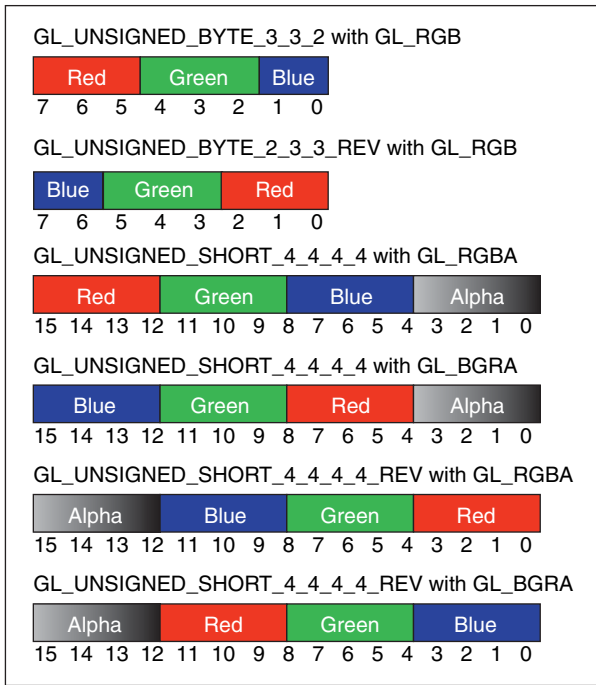 GL_UNSIGNED_BYTE_3_3_2 with GL_RGB
Red Green Blue
7 6 5 4 3 2 1 0
GL_UNSIGNED_BYTE_2_3_3_REV with GL_RGB
Blue Green Red
7 6 5 4 3 2 1 0
GL_UNSIGNED_SHORT_4_4_4_4 with GL_RGBA
Red Green Blue Alpha
15 14 13 12 11 10 9 8 7 6 5 4 3 2 1 0
GL_UNSIGNED_SHORT_4_4_4_4 with GL_BGRA
Blue Green Red Alpha
15 14 13 12 11 10 9 8 7 6 5 4 3 2 1 0
GL_UNSIGNED_SHORT_4_4_4_4_REV with GL_RGBA
Alpha Blue Green Red
15 14 13 12 11 10 9 8 7 6 5 4 3 2 1 0
GL_UNSIGNED_SHORT_4_4_4_4_REV with GL_BGRA
Alpha Red Green Blue
15 14 13 12 11 10 9 8 7 6 5 4 3 2 1 0